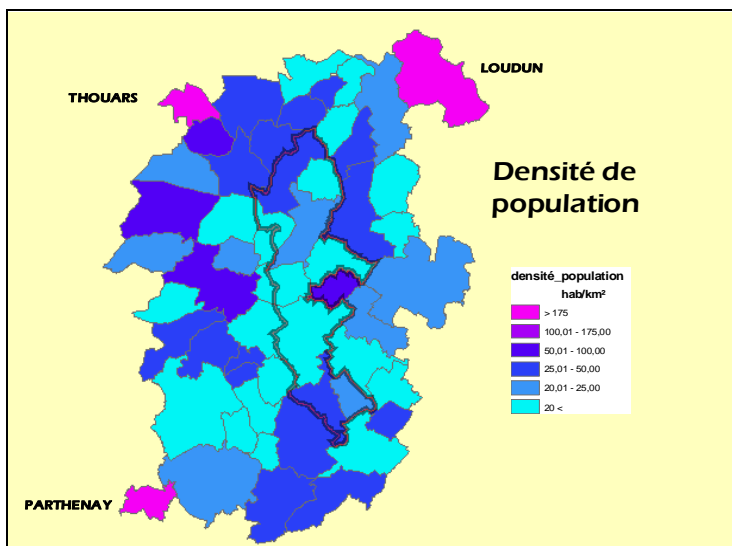 LOUDUN
THOUARS
Densité de
population
densité_population
hab/km²
> 175
100,01 - 175,00
50,01 - 100,00
25,01 - 50,00
20,01 - 25,00
20 <
PARTHENAY